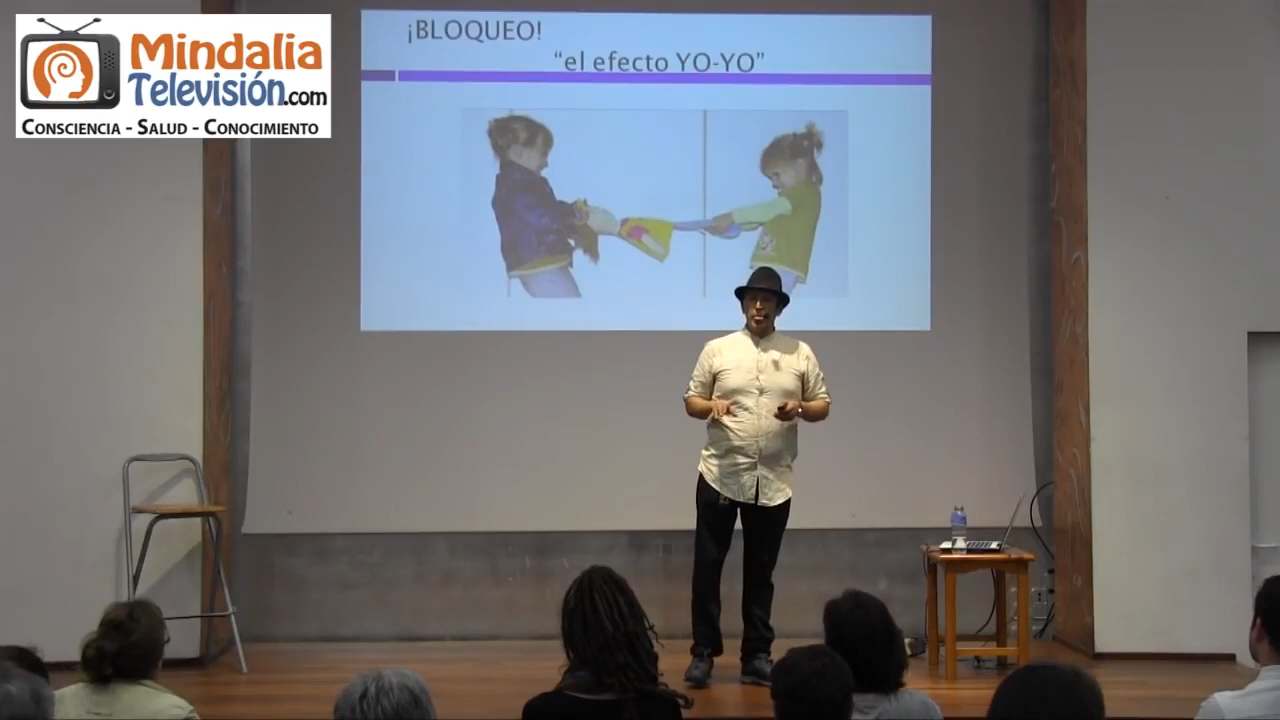 Mindalia
Televisión.com
CONSCIENCIA - SALUD - CONOCIMIENTO
¡BLOQUEO!
“el efecto YO-YO”